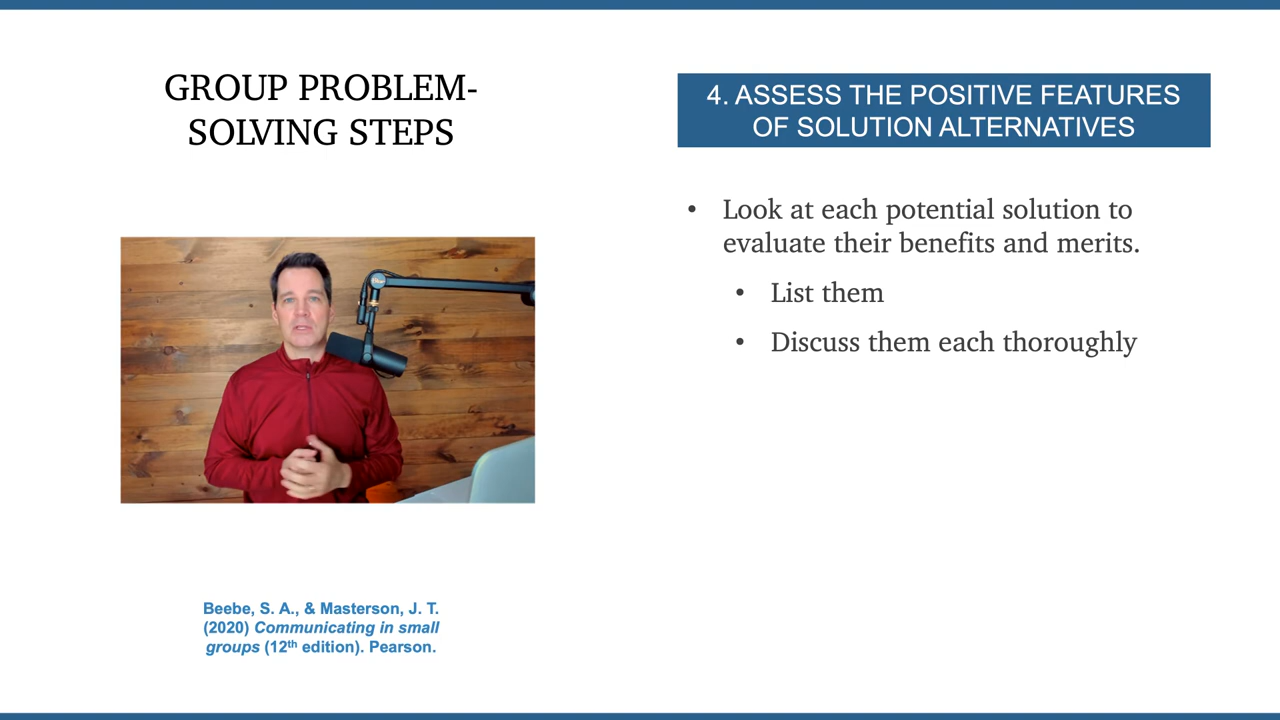 GROUP PROBLEM-
SOLVING STEPS
4. ASSESS THE POSITIVE FEATURES
OF SOLUTION ALTERNATIVES
• Look at each potential solution to
evaluate their benefits and merits.
• List them
• Discuss them each thoroughly
Beebe, S. A., & Masterson, J. T.
(2020) Communicating in small
groups (12th edition). Pearson.